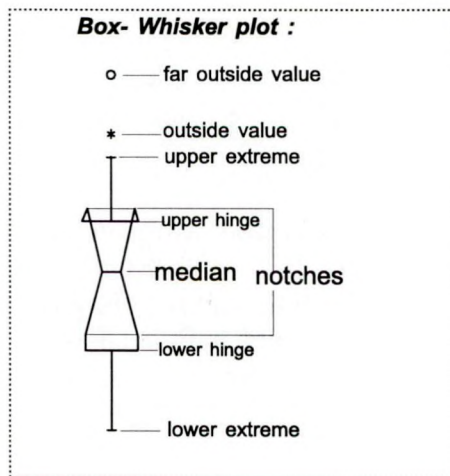 Box- Whisker plot :
far outside value
outside value
upper extreme
upper hinge
median
notches
lower hinge
lower extreme